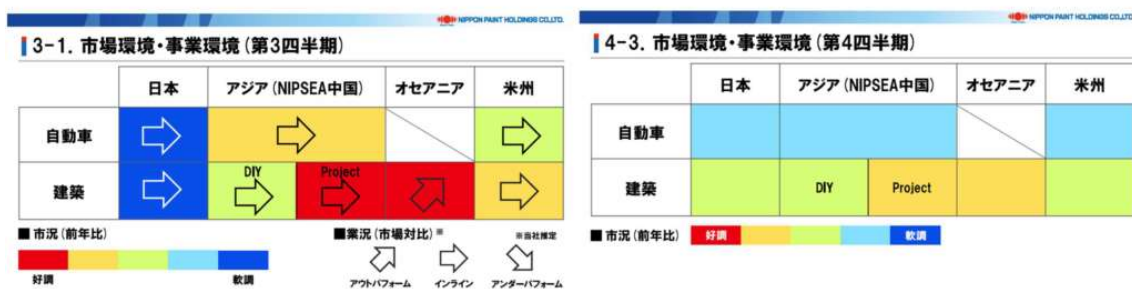 NIPPON PAINT HOLDINGS CO.,LTD.
3-1. 市場環境・事業環境(第3四半期)
日本 アジア(NIPSEA中国) オセアニア 米州
自動車
建築 DIY Project
■市況(前年比)
好調 軟調
■業況(市場対比)※ ※当社推定
アウトパフォーム インライン アンダーパフォーム
NIPPON PAINT HOLDINGS CO.,LTD.
4-3. 市場環境・事業環境(第4四半期)
日本 アジア(NIPSEA中国) オセアニア 米州
自動車
建築 DIY Project
■市況(前年比) 好調 軟調